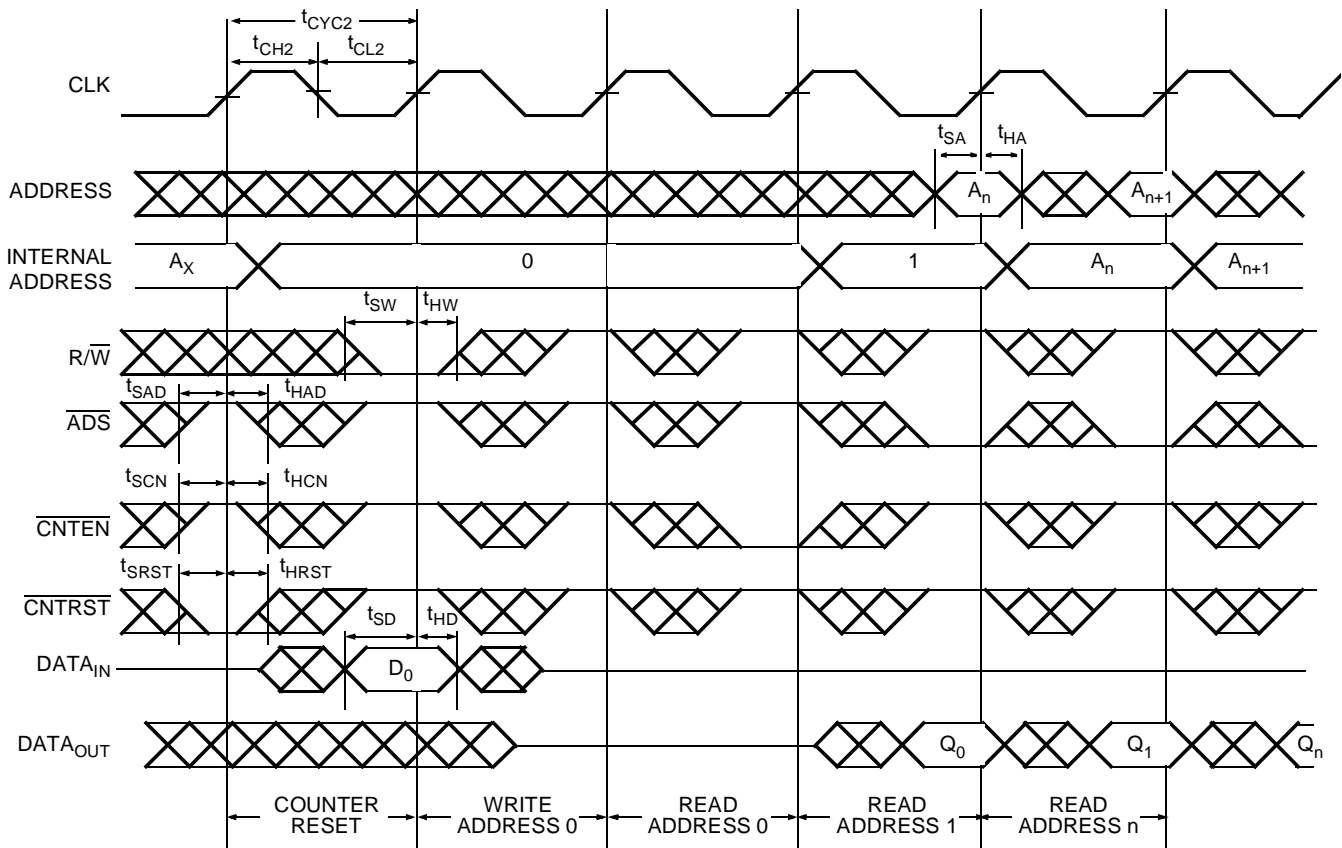 tCYC2
tCH2 tCL2
CLK
tSA tHA
ADDRESS An An+1
INTERNAL
ADDRESS AX 0 1 An An+1
tSW tHW
R/W
tSAD tHAD
ADS
tSCN tHCN
CNTEN
tSRST tHRST
CNTRST
tSD tHD
DATAIN D0
DATAOUT Q0 Q1 Qn
COUNTER
RESET
WRITE
ADDRESS 0
READ
ADDRESS 0
READ
ADDRESS 1
READ
ADDRESS n